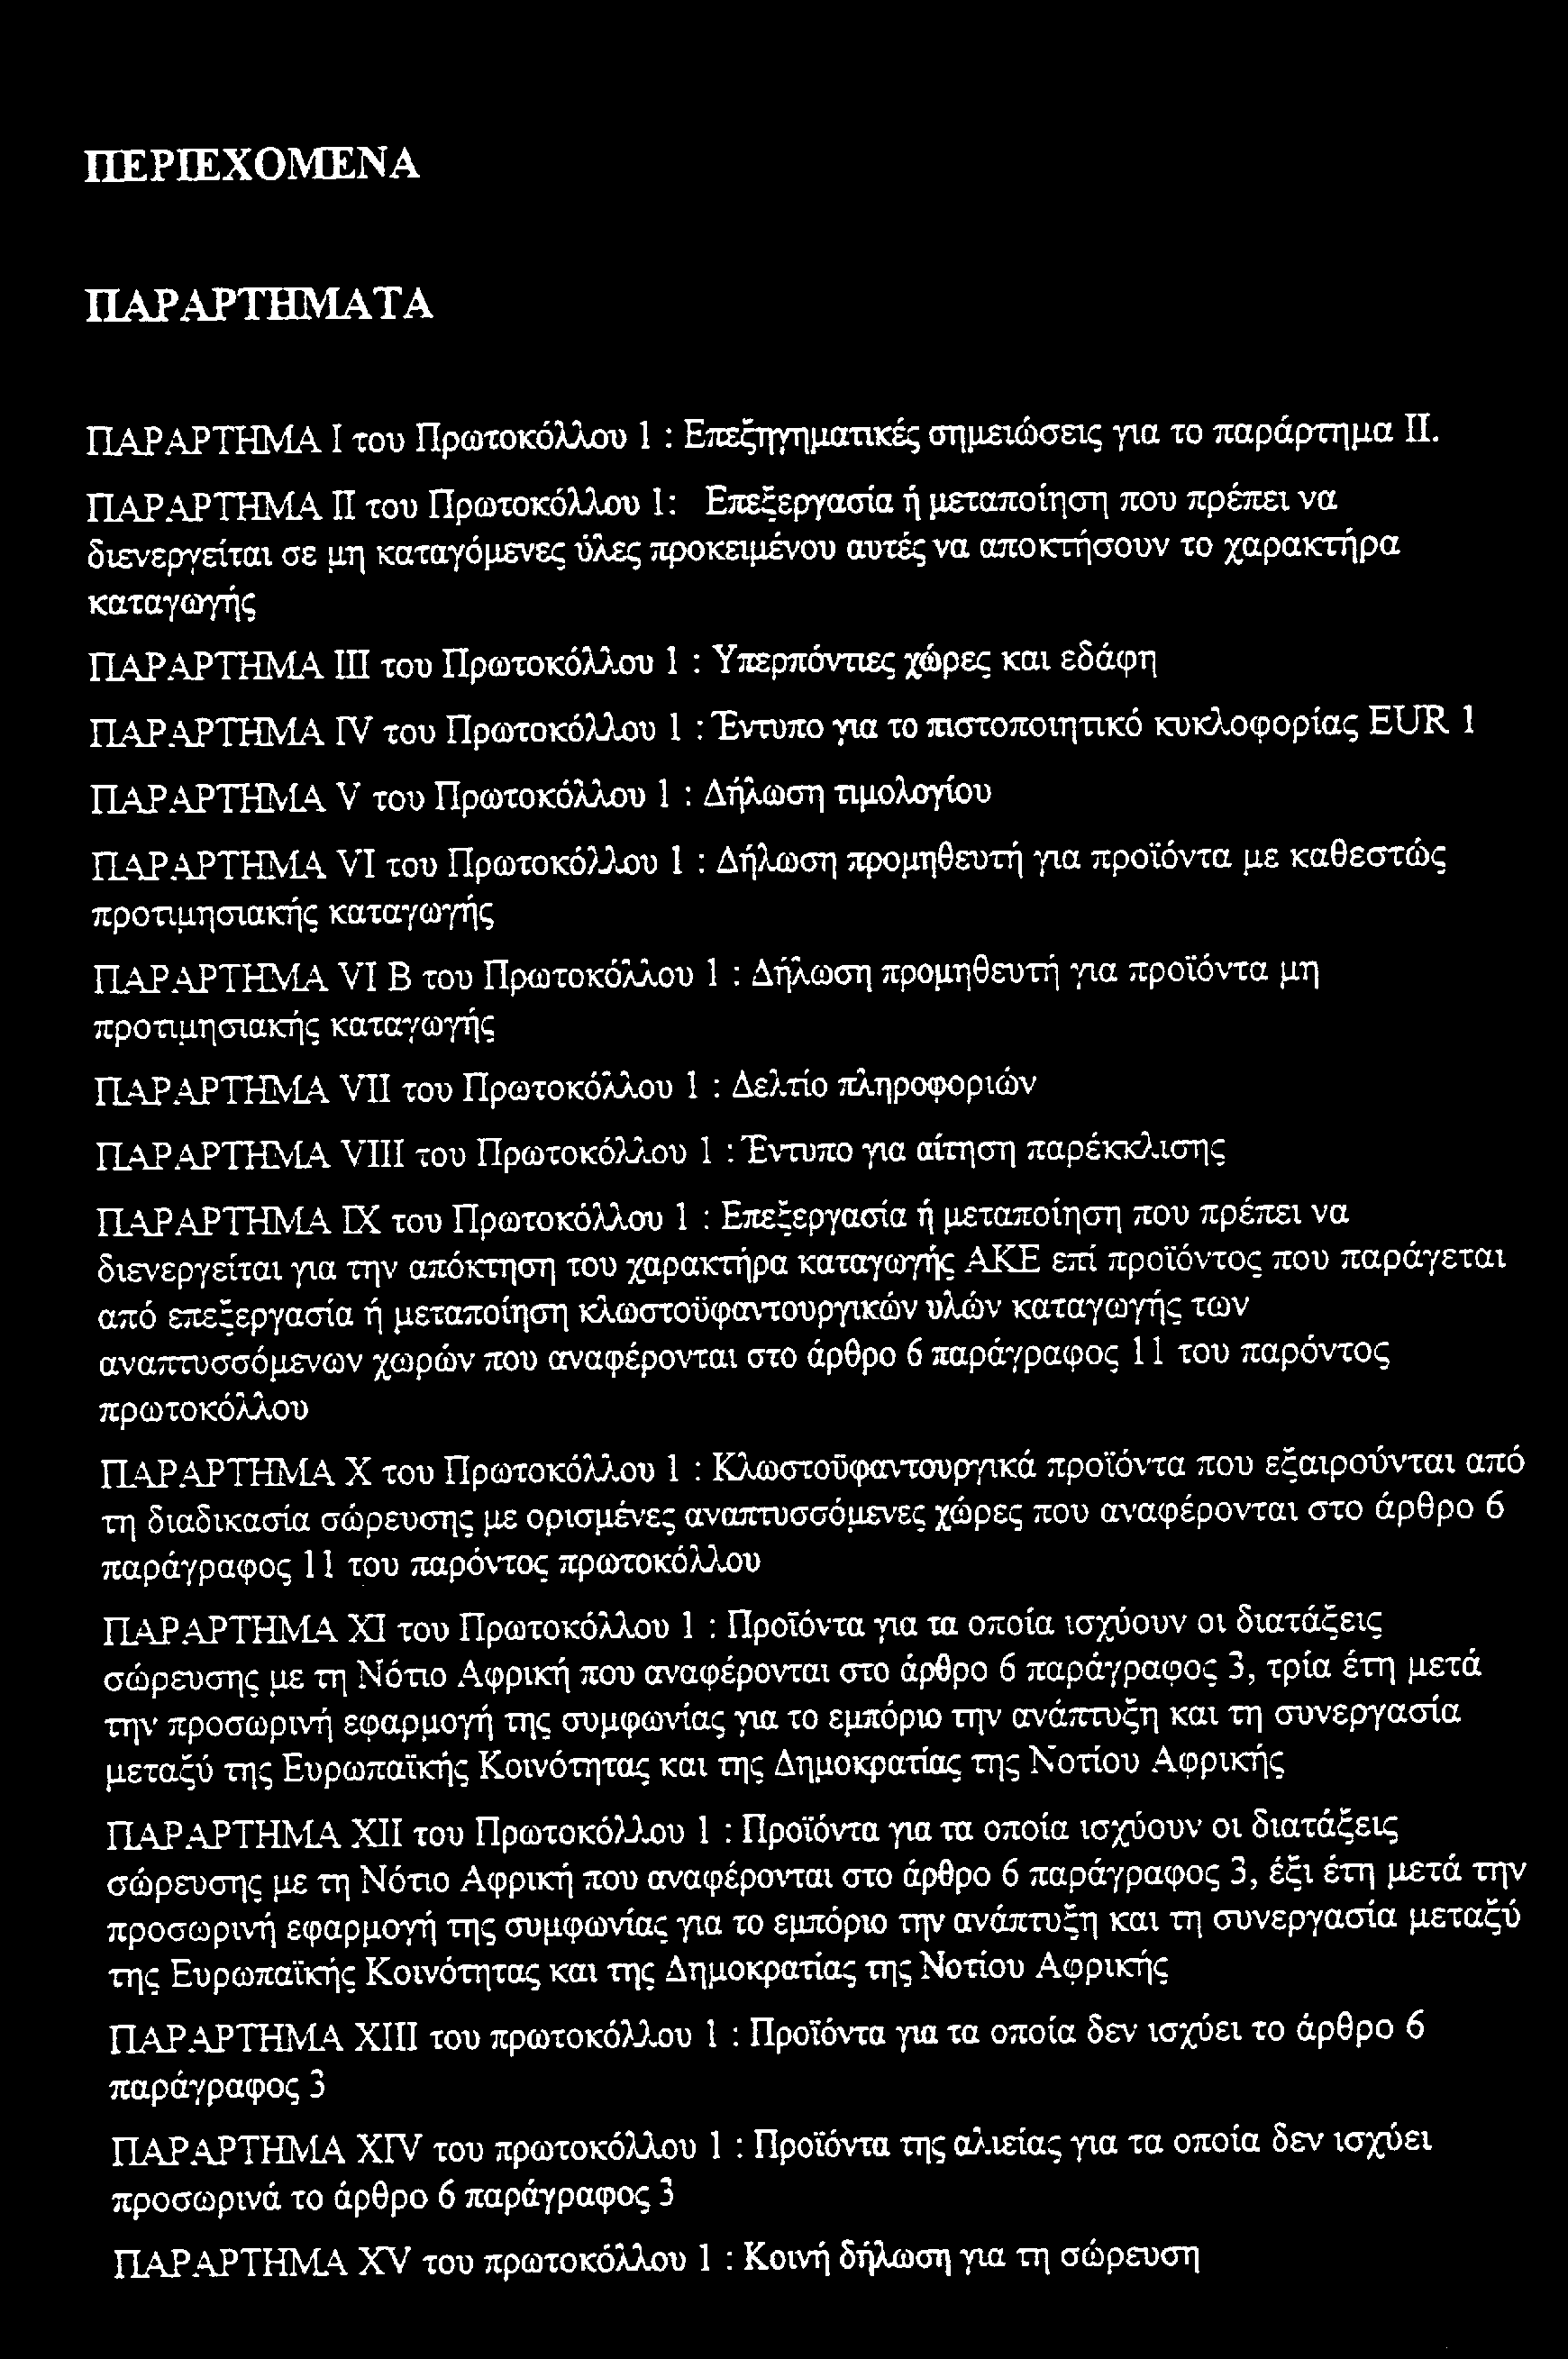 ΠΕΡΙΕΧΟΜΕΝΑ
ΠΑΡΑΡΤΗΜΑΤΑ
ΠΑΡΑΡΤΗΜΑ I του Πρωτοκόλλου 1 : Επεξηγηματικές σημειώσεις για το παράρτημα II.
ΠΑΡΑΡΤΗΜΑ II του Πρωτοκόλλου 1: Επεξεργασία ή μεταποίηση που πρέπει να
διενεργείται σε μη καταγόμενες ύλες προκειμένου αυτές να αποκτήσουν το χαρακτήρα
καταγωγής
ΠΑΡΑΡΤΗΜΑ III του Πρωτοκόλλου 1 : Υπερπόντιες χώρες και εδάφη
ΠΑΡΑΡΤΗΜΑ IV του Πρωτοκόλλου 1 : Έντυπο για το πιστοποιητικό κυκλοφορίας EUR 1
ΠΑΡΑΡΤΗΜΑ V του Πρωτοκόλλου 1 : Δήλωση τιμολογίου
ΠΑΡΑΡΤΗΜΑ VI του Πρωτοκόλλου 1 : Δήλωση προμηθευτή για προϊόντα με καθεστώς
προτιμησιακής καταγωγής
ΠΑΡΑΡΤΗΜΑ VI B του Πρωτοκόλλου 1 : Δήλωση προμηθευτή για προϊόντα μη
προτιμησιακής καταγωγής
ΠΑΡΑΡΤΗΜΑ VII του Πρωτοκόλλου 1 : Δελτίο πληροφοριών
ΠΑΡΑΡΤΗΜΑ VIII του Πρωτοκόλλου 1 : Έντυπο για αίτηση παρέκκλισης
ΠΑΡΑΡΤΗΜΑ IX του Πρωτοκόλλου 1 : Επεξεργασία ή μεταποίηση που πρέπει να
διενεργείται για την απόκτηση του χαρακτήρα καταγωγής ΑΚΕ επί προϊόντος που παράγεται
από επεξεργασία ή μεταποίηση κλωστοϋφαντουργικών υλών καταγωγής των
αναπτυσσόμενων χωρών που αναφέρονται στο άρθρο 6 παράγραφος 11 του παρόντος
πρωτοκόλλου
ΠΑΡΑΡΤΗΜΑ X του Πρωτοκόλλου 1 : Κλωστοϋφαντουργικά προϊόντα που εξαιρούνται από
τη διαδικασία σώρευσης με ορισμένες αναπτυσσόμενες χώρες που αναφέρονται στο άρθρο 6
παράγραφος 11 του παρόντος πρωτοκόλλου
ΠΑΡΑΡΤΗΜΑ XI του Πρωτοκόλλου 1 : Προϊόντα για τα οποία ισχύουν οι διατάξεις
σώρευσης με τη Νότιο Αφρική που αναφέρονται στο άρθρο 6 παράγραφος 3, τρία έτη μετά
την προσωρινή εφαρμογή της συμφωνίας για το εμπόριο την ανάπτυξη και τη συνεργασία
μεταξύ της Ευρωπαϊκής Κοινότητας και της Δημοκρατίας της Νοτίου Αφρικής
ΠΑΡΑΡΤΗΜΑ XII του Πρωτοκόλλου 1 : Προϊόντα για τα οποία ισχύουν οι διατάξεις
σώρευσης με τη Νότιο Αφρική που αναφέρονται στο άρθρο 6 παράγραφος 3, έξι έτη μετά την
προσωρινή εφαρμογή της συμφωνίας για το εμπόριο την ανάπτυξη και τη συνεργασία μεταξύ
της Ευρωπαϊκής Κοινότητας και της Δημοκρατίας της Νοτίου Αφρικής
ΠΑΡΑΡΤΗΜΑ XIII του πρωτοκόλλου 1 : Προϊόντα για τα οποία δεν ισχύει το άρθρο 6
παράγραφος 3
ΠΑΡΑΡΤΗΜΑ XIV του πρωτοκόλλου 1 : Προϊόντα της αλιείας για τα οποία δεν ισχύει
προσωρινά το άρθρο 6 παράγραφος 3
ΠΑΡΑΡΤΗΜΑ XV του πρωτοκόλλου 1 : Κοινή δήλωση για τη σώρευση